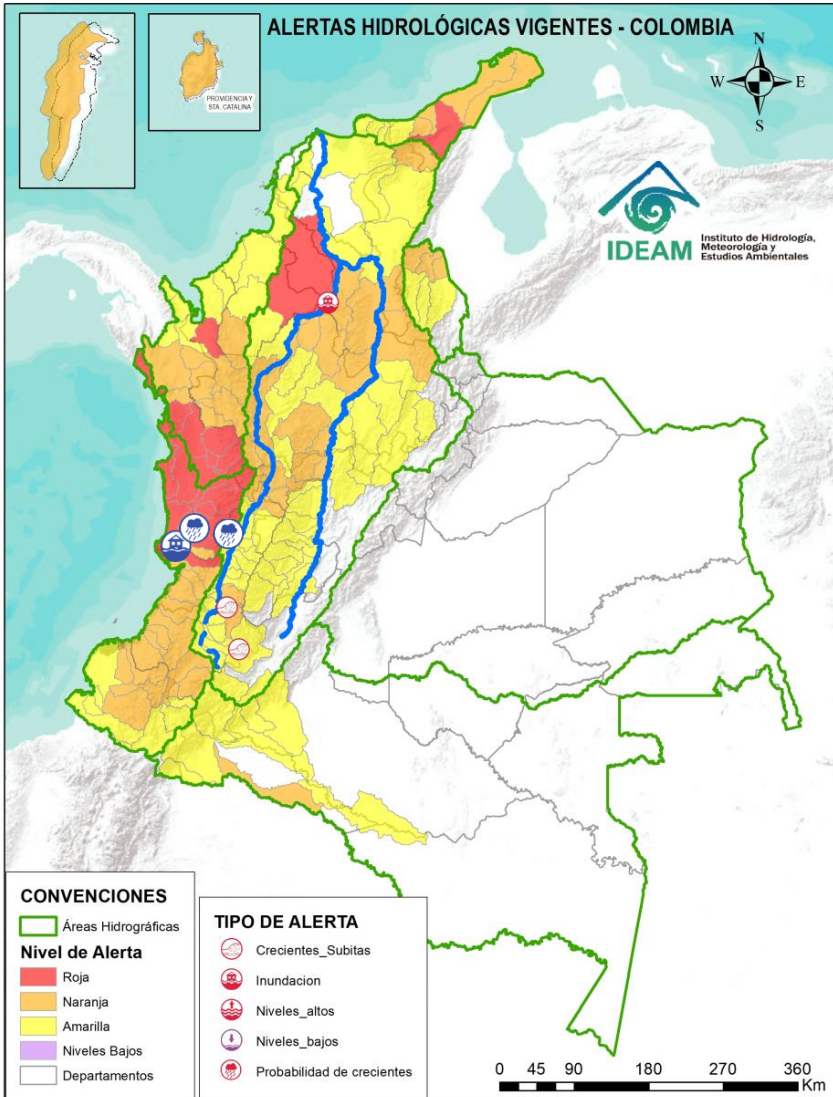 ALERTAS HIDROLÓGICAS VIGENTES - COLOMBIA
PROVIDENCIA Y
STA. CATALINA
N
W
E
S
IDEAM
Instituto de Hidrología,
Meteorología y
Estudios Ambientales
CONVENCIONES
Áreas Hidrográficas
Nivel de Alerta
Roja
Naranja
Amarilla
Niveles Bajos
Departamentos
TIPO DE ALERTA
Crecientes_Subitas
Inundacion
Niveles_altos
Niveles_bajos
Probabilidad de crecientes
0 45 90 180 270 360
Km